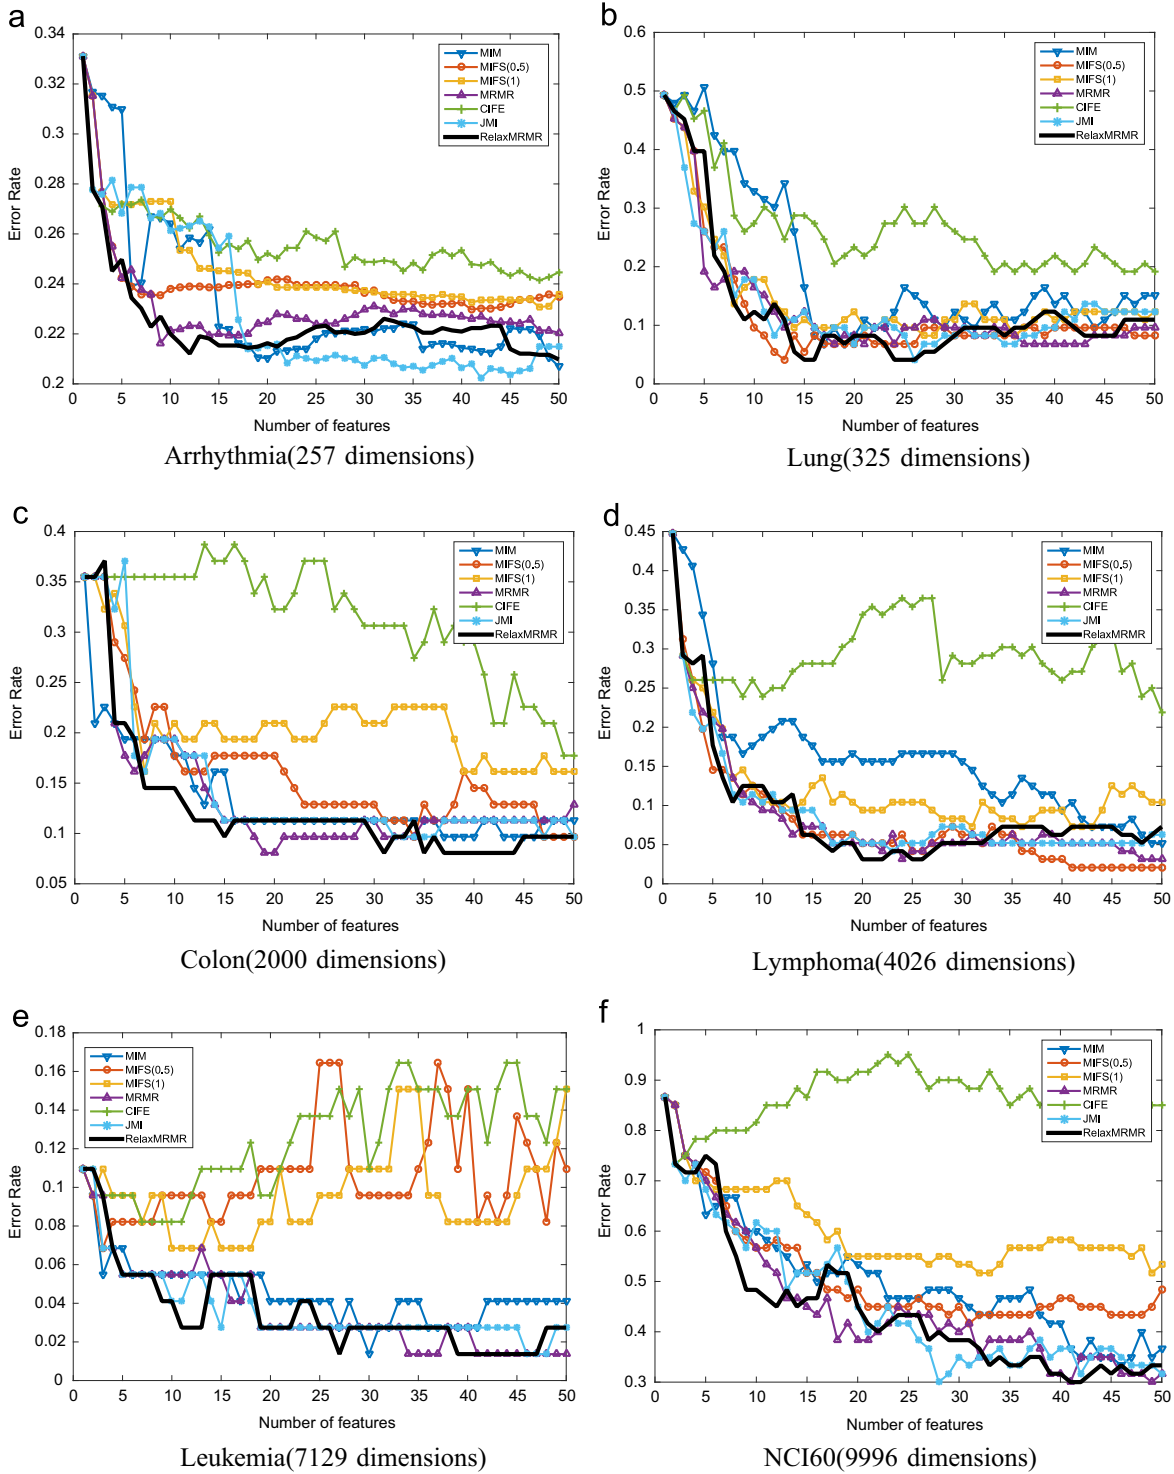 a
0.34
0.32
0.3
0.28
0.26
0.24
0.22
0.2
Error Rate
MIM
MIFS(0.5)
MIFS(1)
MRMR
CIFE
JMI
RelaxMRMR
0 5 10 15 20 25 30 35 40 45 50
Number of features
Arrhythmia(257 dimensions)
b
0.6
0.5
0.4
0.3
0.2
0.1
0
Error Rate
MIM
MIFS(0.5)
MIFS(1)
MRMR
CIFE
JMI
RelaxMRMR
0 5 10 15 20 25 30 35 40 45 50
Number of features
Lung(325 dimensions)
c
0.4
0.35
0.3
0.25
0.2
0.15
0.1
0.05
Error Rate
MIM
MIFS(0.5)
MIFS(1)
MRMR
CIFE
JMI
RelaxMRMR
0 5 10 15 20 25 30 35 40 45 50
Number of features
Colon(2000 dimensions)
d
0.45
0.4
0.35
0.3
0.25
0.2
0.15
0.1
0.05
0
Error Rate
MIM
MIFS(0.5)
MIFS(1)
MRMR
CIFE
JMI
RelaxMRMR
0 5 10 15 20 25 30 35 40 45 50
Number of features
Lymphoma(4026 dimensions)
e
0.18
0.16
0.14
0.12
0.1
0.08
0.06
0.04
0.02
0
Error Rate
MIM
MIFS(0.5)
MIFS(1)
MRMR
CIFE
JMI
RelaxMRMR
0 5 10 15 20 25 30 35 40 45 50
Number of features
Leukemia(7129 dimensions)
f
1
0.9
0.8
0.7
0.6
0.5
0.4
0.3
Error Rate
MIM
MIFS(0.5)
MIFS(1)
MRMR
CIFE
JMI
RelaxMRMR
0 5 10 15 20 25 30 35 40 45 50
Number of features
NCI60(9996 dimensions)